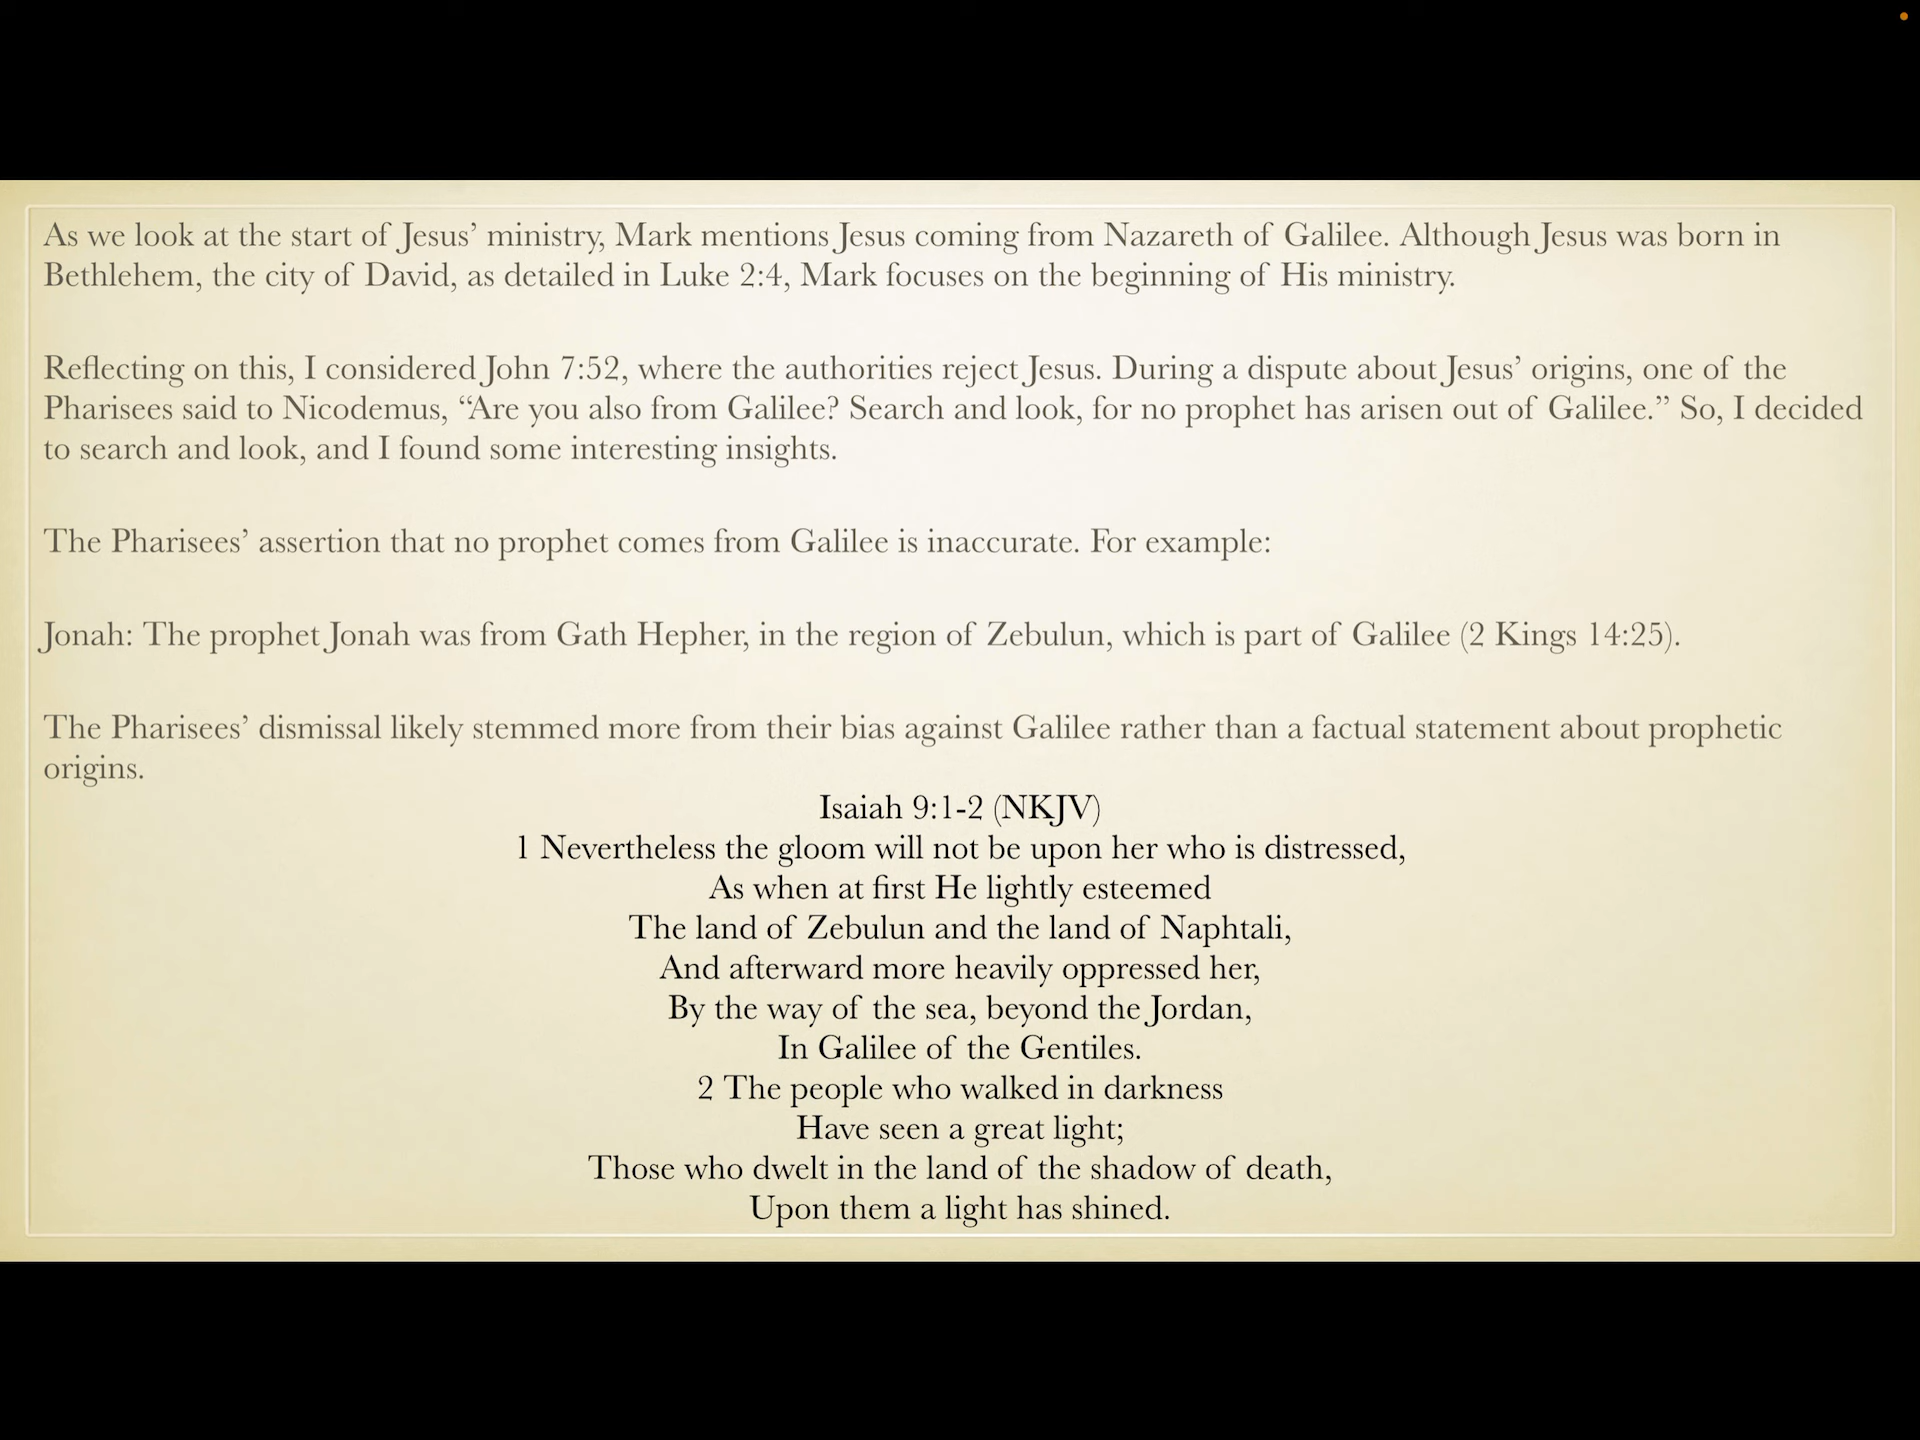 As we look at the start of Jesus’ ministry, Mark mentions Jesus coming from Nazareth of Galilee. Although Jesus was born in
Bethlehem, the city of David, as detailed in Luke 2:4, Mark focuses on the beginning of His ministry.
Reflecting on this, I considered John 7:52, where the authorities reject Jesus. During a dispute about Jesus’ origins, one of the
Pharisees said to Nicodemus, “Are you also from Galilee? Search and look, for no prophet has arisen out of Galilee.” So, I decided
to search and look, and I found some interesting insights.
The Pharisees’ assertion that no prophet comes from Galilee is inaccurate. For example:
Jonah: The prophet Jonah was from Gath Hepher, in the region of Zebulun, which is part of Galilee (2 Kings 14:25).
The Pharisees’ dismissal likely stemmed more from their bias against Galilee rather than a factual statement about prophetic
origins.
Isaiah 9:1-2 (NKJV)
1 Nevertheless the gloom will not be upon her who is distressed,
As when at first He lightly esteemed
The land of Zebulun and the land of Naphtali,
And afterward more heavily oppressed her,
By the way of the sea, beyond the Jordan,
In Galilee of the Gentiles.
2 The people who walked in darkness
Have seen a great light;
Those who dwelt in the land of the shadow of death,
Upon them a light has shined.